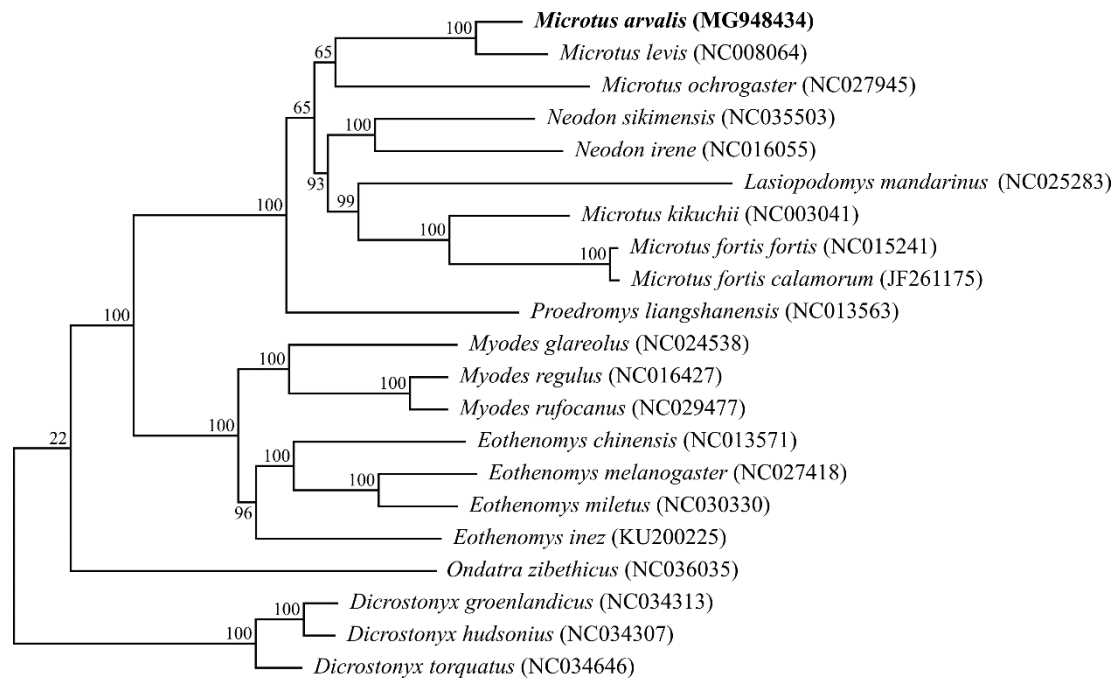 100 Microtus arvalis (MG948434)
65 Microtus levis (NC008064)
Microtus ochrogaster (NC027945)
65
100 Neodon sikimensis (NC035503)
Neodon irene (NC016055)
93
Lasiopodomys mandarinus (NC025283)
99
100 Microtus kikuchii (NC003041)
100
Microtus fortis fortis (NC015241)
100
Microtus fortis calamorum (JF261175)
Proedromys liangshanensis (NC013563)
100
Myodes glareolus (NC024538)
100
Myodes regulus (NC016427)
100
Myodes rufocanus (NC029477)
100
22
Eothenomys chinensis (NC013571)
100
Eothenomys melanogaster (NC027418)
100
Eothenomys miletus (NC030330)
96
Eothenomys inez (KU200225)
Ondatra zibethicus (NC036035)
Dicrostonyx groenlandicus (NC034313)
100
Dicrostonyx hudsonius (NC034307)
100
Dicrostonyx torquatus (NC034646)